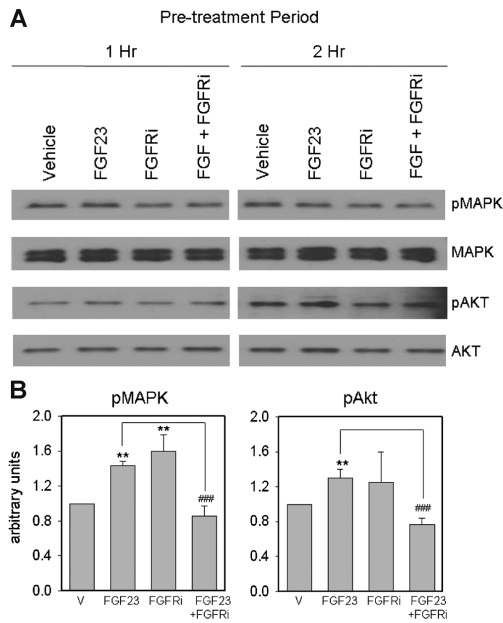 A
Pre-treatment Period
1 Hr
2 Hr
Vehicle
FGF23
FGFRi
FGF + FGFRi
Vehicle
FGF23
FGFRi
FGF + FGFRi
pMAPK
MAPK
pAKT
AKT
B
pMAPK
arbitrary units
2.0
1.6
1.2
0.8
0.4
0.0
**
**
###
V
FGF23
FGFRi
FGF23
+FGFRi
pAkt
2.0
1.6
1.2
0.8
0.4
0.0
**
###
V
FGF23
FGFRi
FGF23
+FGFRi